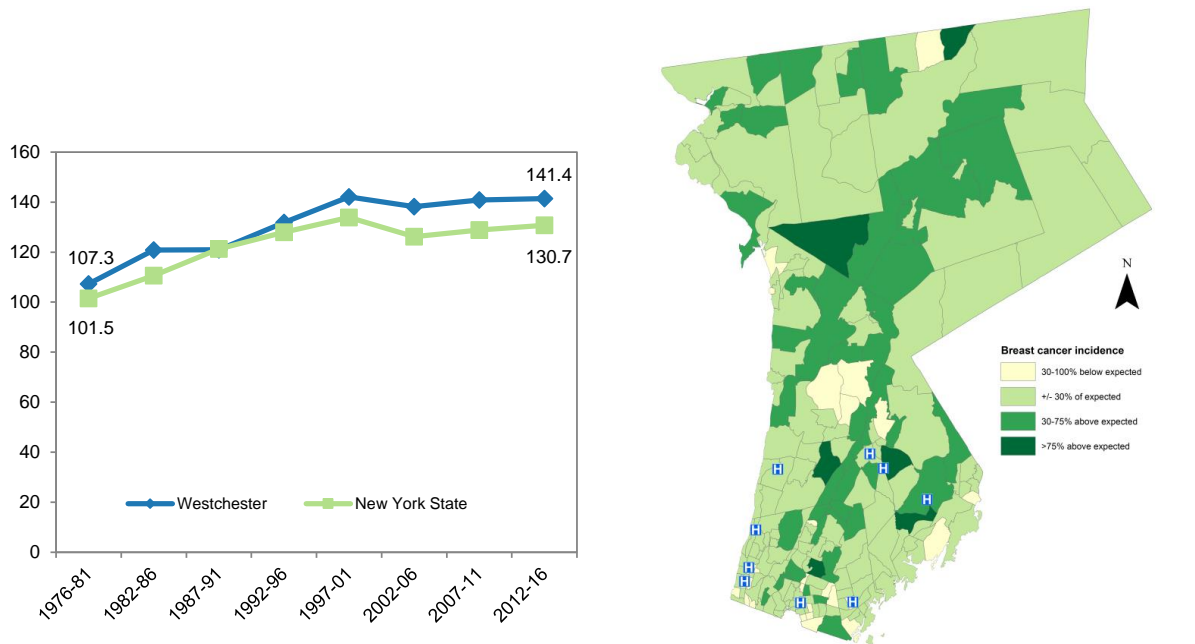 160
140
120
100
80
60
40
20
0
107.3
101.5
141.4
130.7
Westchester
New York State
1976-81
1982-86
1987-91
1992-96
1997-01
2002-06
2007-11
2012-16
N
Breast cancer incidence
30-100% below expected
+/- 30% of expected
30-75% above expected
>75% above expected
H
H
H
H
H
H
H
H
H